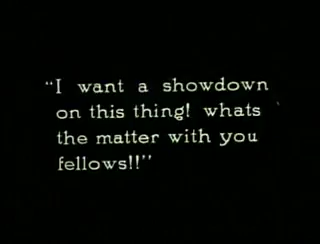 “I want a showdown
on this thing! whats
the matter with you
fellows!!”